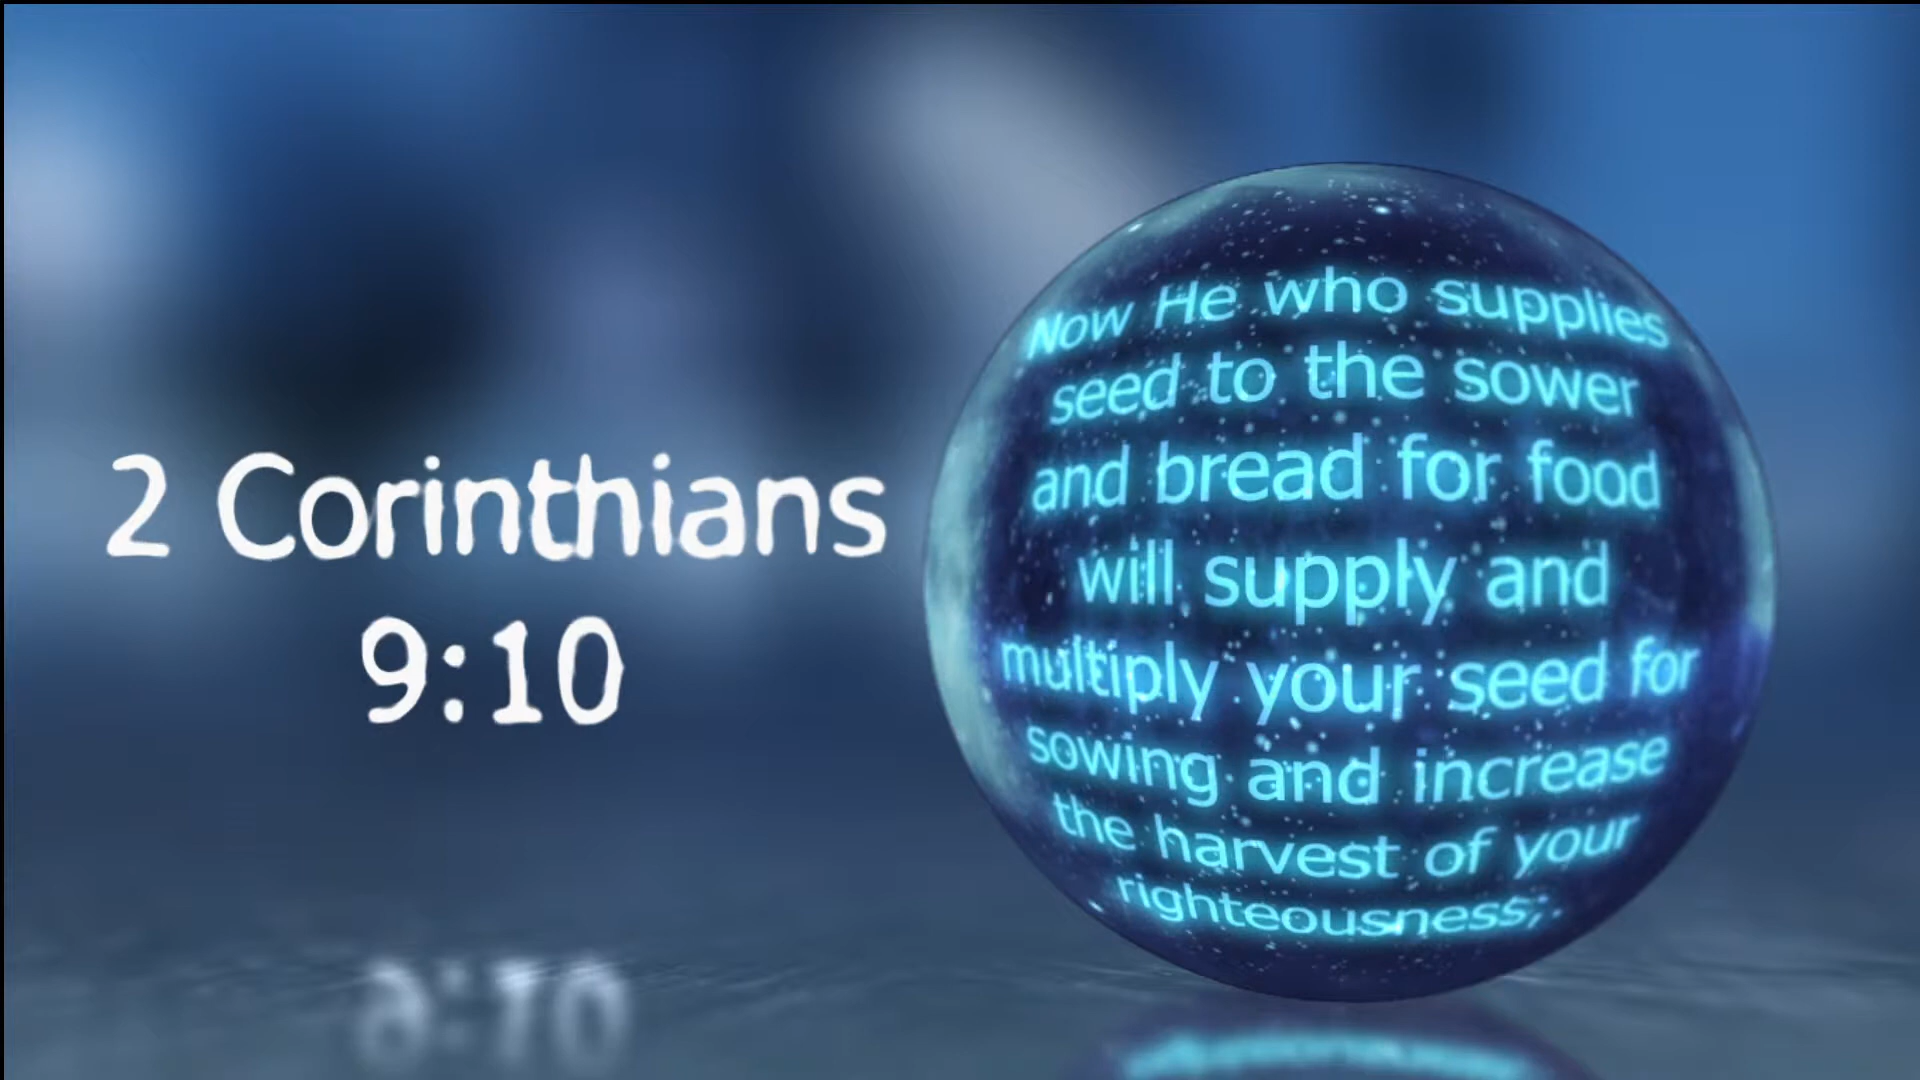 2 Corinthians
9:10
Now He who supplies
seed to the sower
and bread for food
will supply and
multiply your seed for
sowing and increase
the harvest of your
righteousness;